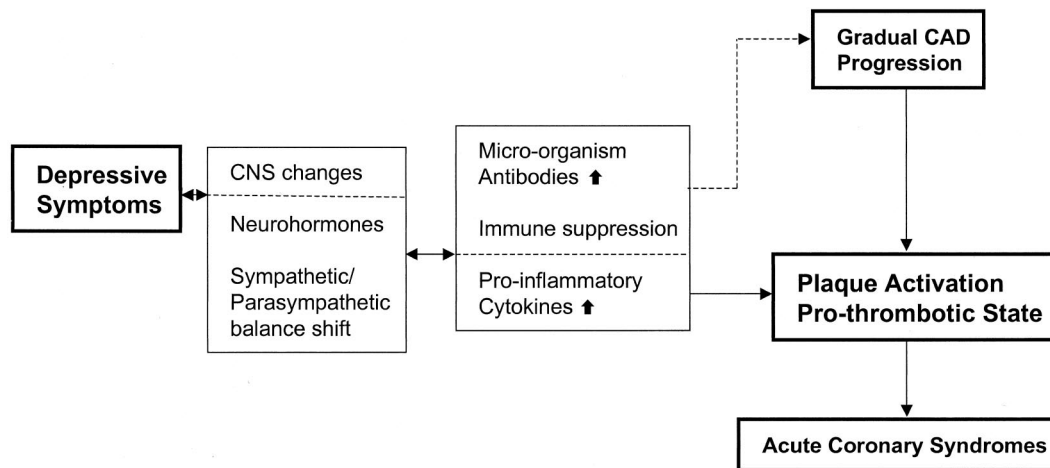 Gradual CAD
Progression
Depressive
Symptoms
CNS changes
Neurohormones
Sympathetic/
Parasympathetic
balance shift
Micro-organism
Antibodies ⬆
Immune suppression
Pro-inflammatory
Cytokines ⬆
Plaque Activation
Pro-thrombotic State
Acute Coronary Syndromes